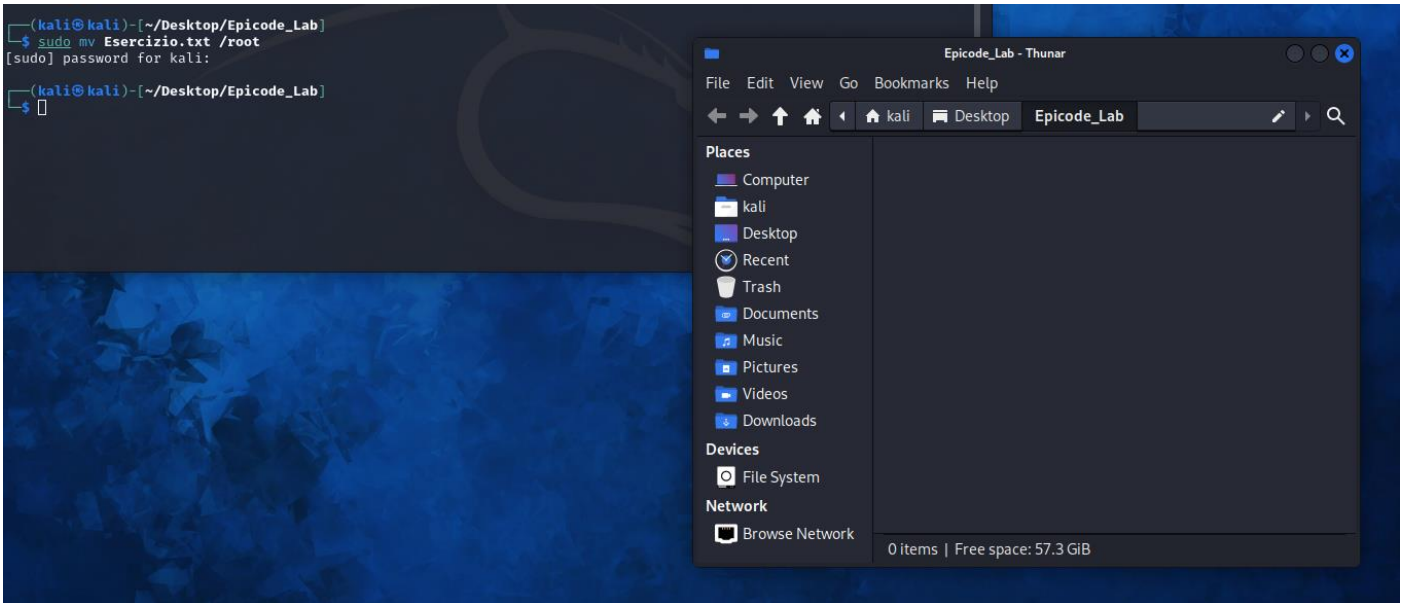 ┌──(kali㉿kali)-[~/Desktop/Epicode_Lab]
└─$ sudo mv Esercizio.txt /root
[sudo] password for kali:
┌──(kali㉿kali)-[~/Desktop/Epicode_Lab]
└─$
Epicode_Lab - Thunar
File Edit View Go Bookmarks Help
kali Desktop Epicode_Lab
Places
Computer
kali
Desktop
Recent
Trash
Documents
Music
Pictures
Videos
Downloads
Devices
File System
Network
Browse Network
0 items | Free space: 57.3 GiB